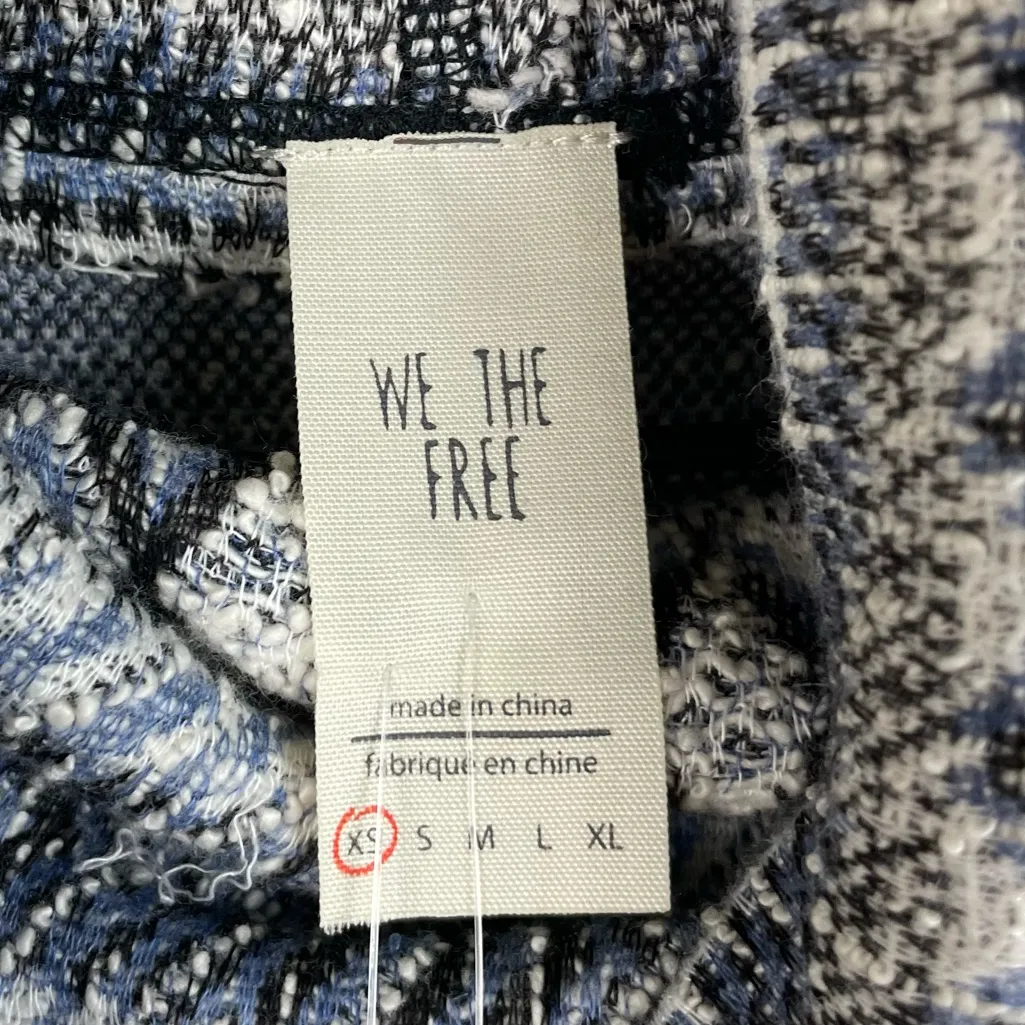 WE THE
FREE
made in china
fabrique en chine
XS S M L XL